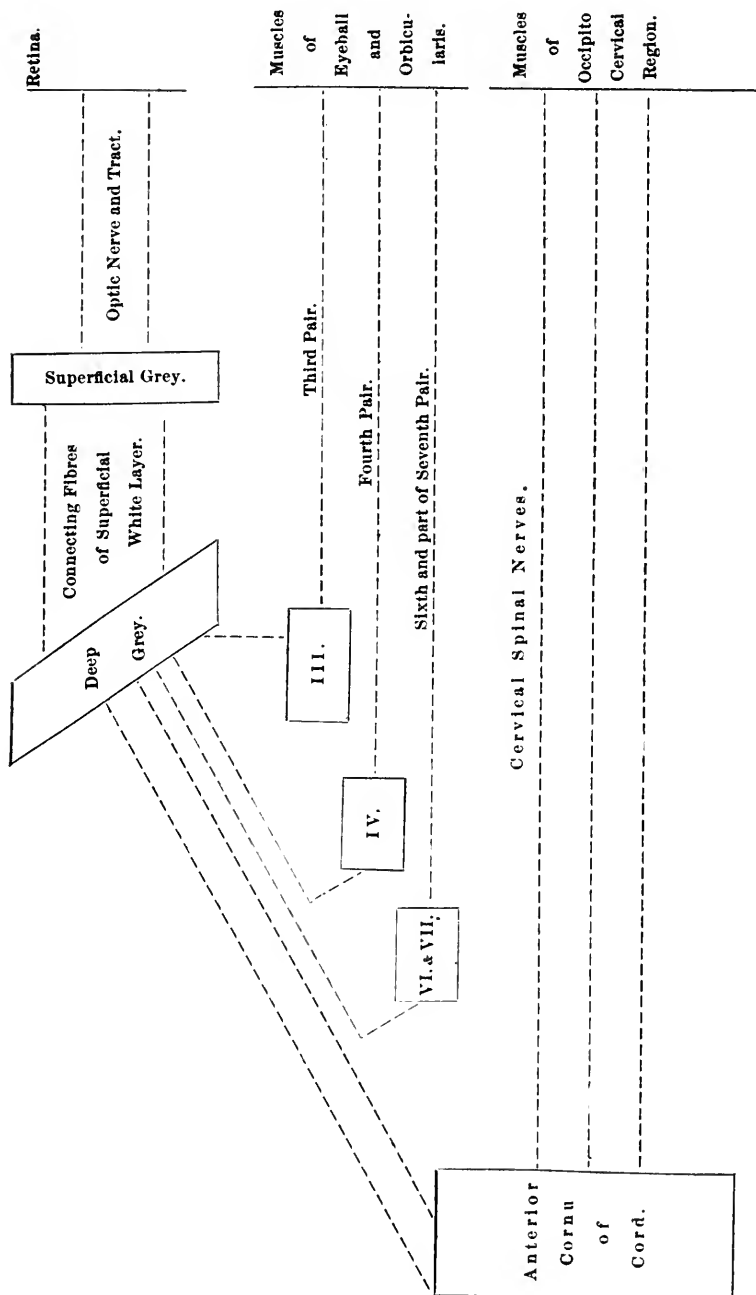 Retina.
Optic Nerve and Tract.
Superficial Grey.
Connecting Fibres
of Superficial
White Layer.
Deep
Grey.
Muscles
of
Eyeball
and
Orbicu-
laris.
Third Pair.
Fourth Pair.
Sixth and part of Seventh Pair.
III.
IV.
VI. & VII.
Muscles
of
Occipito
Cervical
Region.
Cervical Spinal Nerves.
Anterior
Cornu
of
Cord.